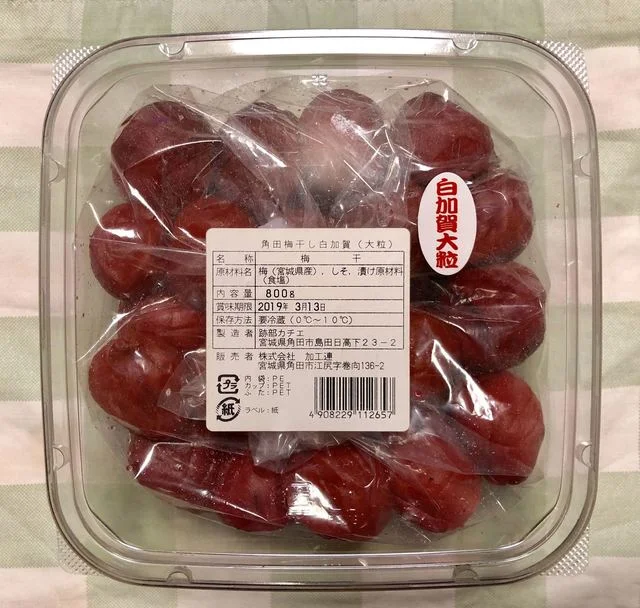 白加賀大粒
角田梅干し白加賀（大粒）
名称 梅干
原材料名 梅（宮城県産）、しそ、漬け原材料
（食塩）
内容量 800g
賞味期限 2019年 3月13日
保存方法 要冷蔵（0℃～10℃）
製造者 跡部カチエ
宮城県角田市島田日高下23-2
販売者 株式会社 加工連
宮城県角田市江尻字巻向136-2
プラ
内袋:PE
カップ:PET
ふた:PET
紙
ラベル:紙
4908229112657